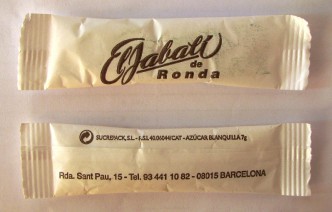 El Jabalí
de
Ronda
SUCREPACK, S.L. - R.S.I. 40.06044/CAT - AZÚCAR BLANQUILLA 7g
Rda. Sant Pau, 15 - Tel. 93 441 10 82 - 08015 BARCELONA